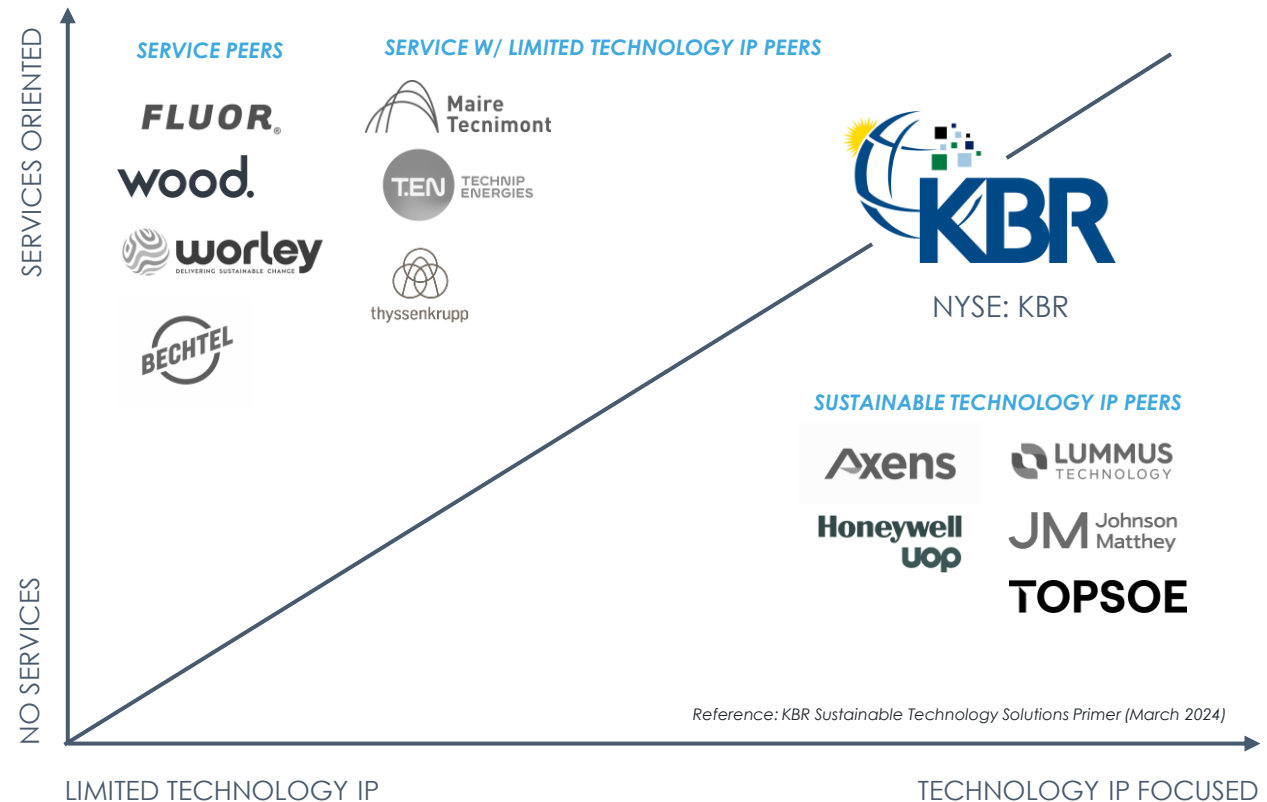 SERVICES ORIENTED
NO SERVICES
SERVICE PEERS
FLUOR®
wood.
worley
DELIVERING SUSTAINABLE CHANGE
BECHTEL
SERVICE W/ LIMITED TECHNOLOGY IP PEERS
Maire
Tecnimont
T.EN
TECHNIP
ENERGIES
thyssenkrupp
KBR
NYSE: KBR
SUSTAINABLE TECHNOLOGY IP PEERS
Axens
LUMMUS
TECHNOLOGY
Honeywell
UOP
JM
Johnson
Matthey
TOPSOE
Reference: KBR Sustainable Technology Solutions Primer (March 2024)
LIMITED TECHNOLOGY IP
TECHNOLOGY IP FOCUSED